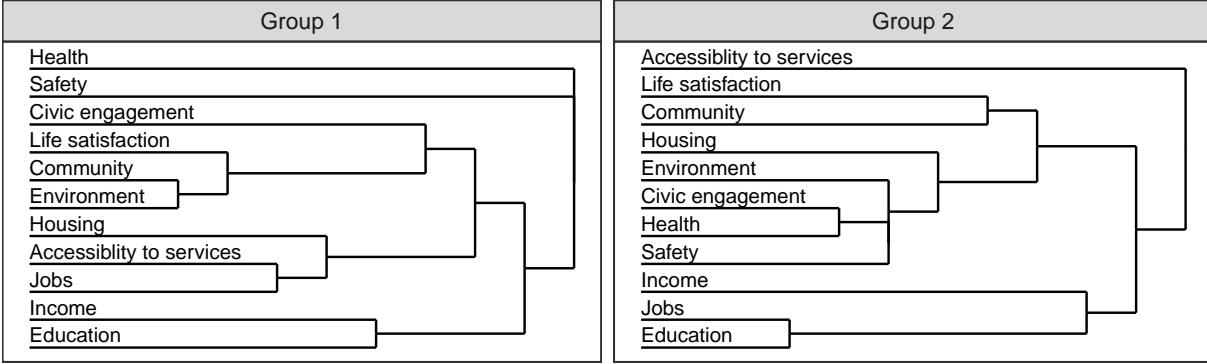 Group 1
Health
Safety
Civic engagement
Life satisfaction
Community
Environment
Housing
Accessiblity to services
Jobs
Income
Education
Group 2
Accessiblity to services
Life satisfaction
Community
Housing
Environment
Civic engagement
Health
Safety
Income
Jobs
Education